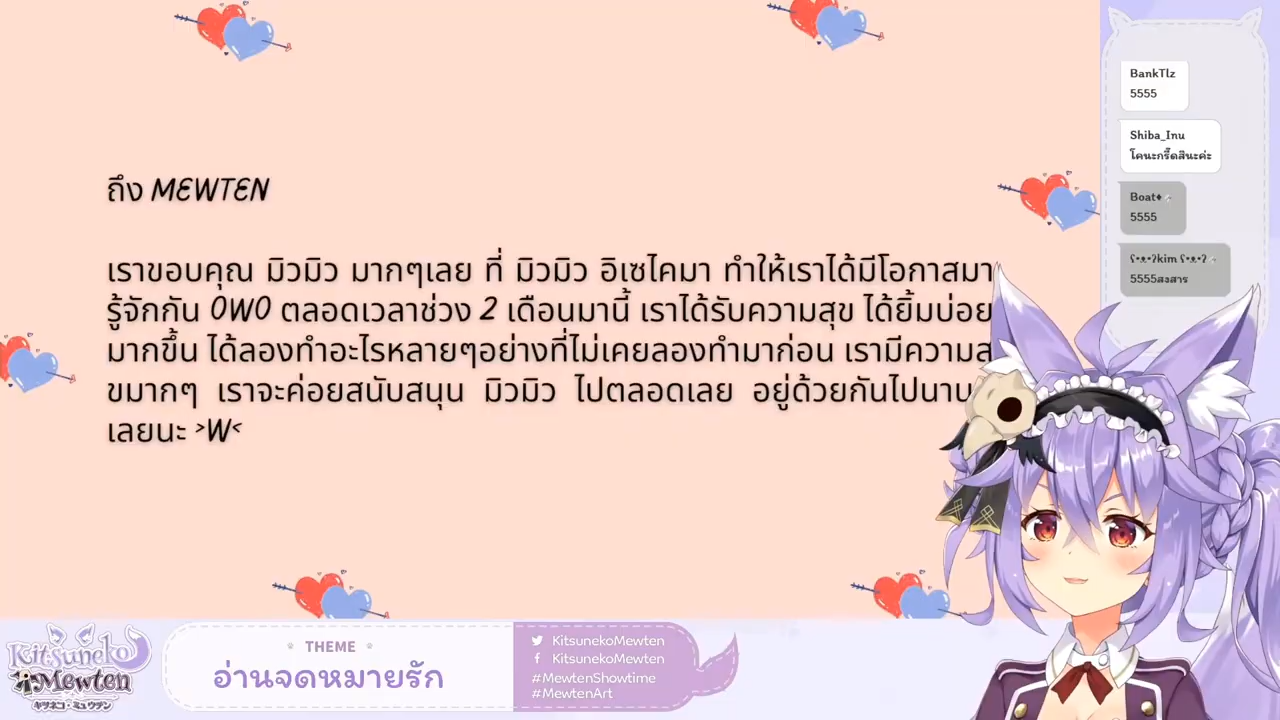 ถึง MEWTEN
เราขอบคุณ มิวมิว มากๆเลย ที่ มิวมิว อิเซไคมา ทำให้เราได้มีโอกาสมา
รู้จักกัน OWO ตลอดเวลาช่วง 2 เดือนมานี้ เราได้รับความสุข ได้ยิ้มบ่อย
มากขึ้น ได้ลองทำอะไรหลายๆอย่างที่ไม่เคยลองทำมาก่อน เรามีความสุ
ขมากๆ เราจะค่อยสนับสนุน มิวมิว ไปตลอดเลย อยู่ด้วยกันไปนาน
เลยนะ >W<
BankTlz
5555
Shiba_Inu
โคนะกรี๊ดสินะค่ะ
Boat♦
5555
ʕ•ᴥ•ʔkim ʕ•ᴥ•ʔ
5555สงสาร
Kitsuneko
Mewten
キツネコ・ミュウテン
THEME
อ่านจดหมายรัก
KitsunekoMewten
KitsunekoMewten
#MewtenShowtime
#MewtenArt